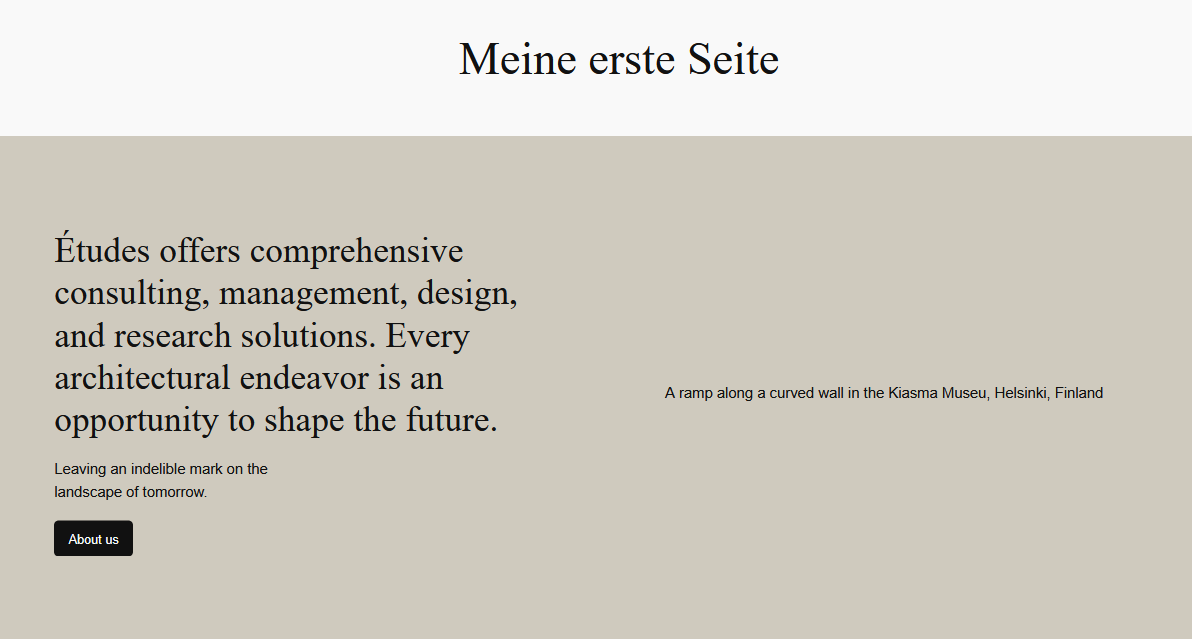 Meine erste Seite
Études offers comprehensive
consulting, management, design,
and research solutions. Every
architectural endeavor is an
opportunity to shape the future.
Leaving an indelible mark on the
landscape of tomorrow.
About us
A ramp along a curved wall in the Kiasma Museu, Helsinki, Finland